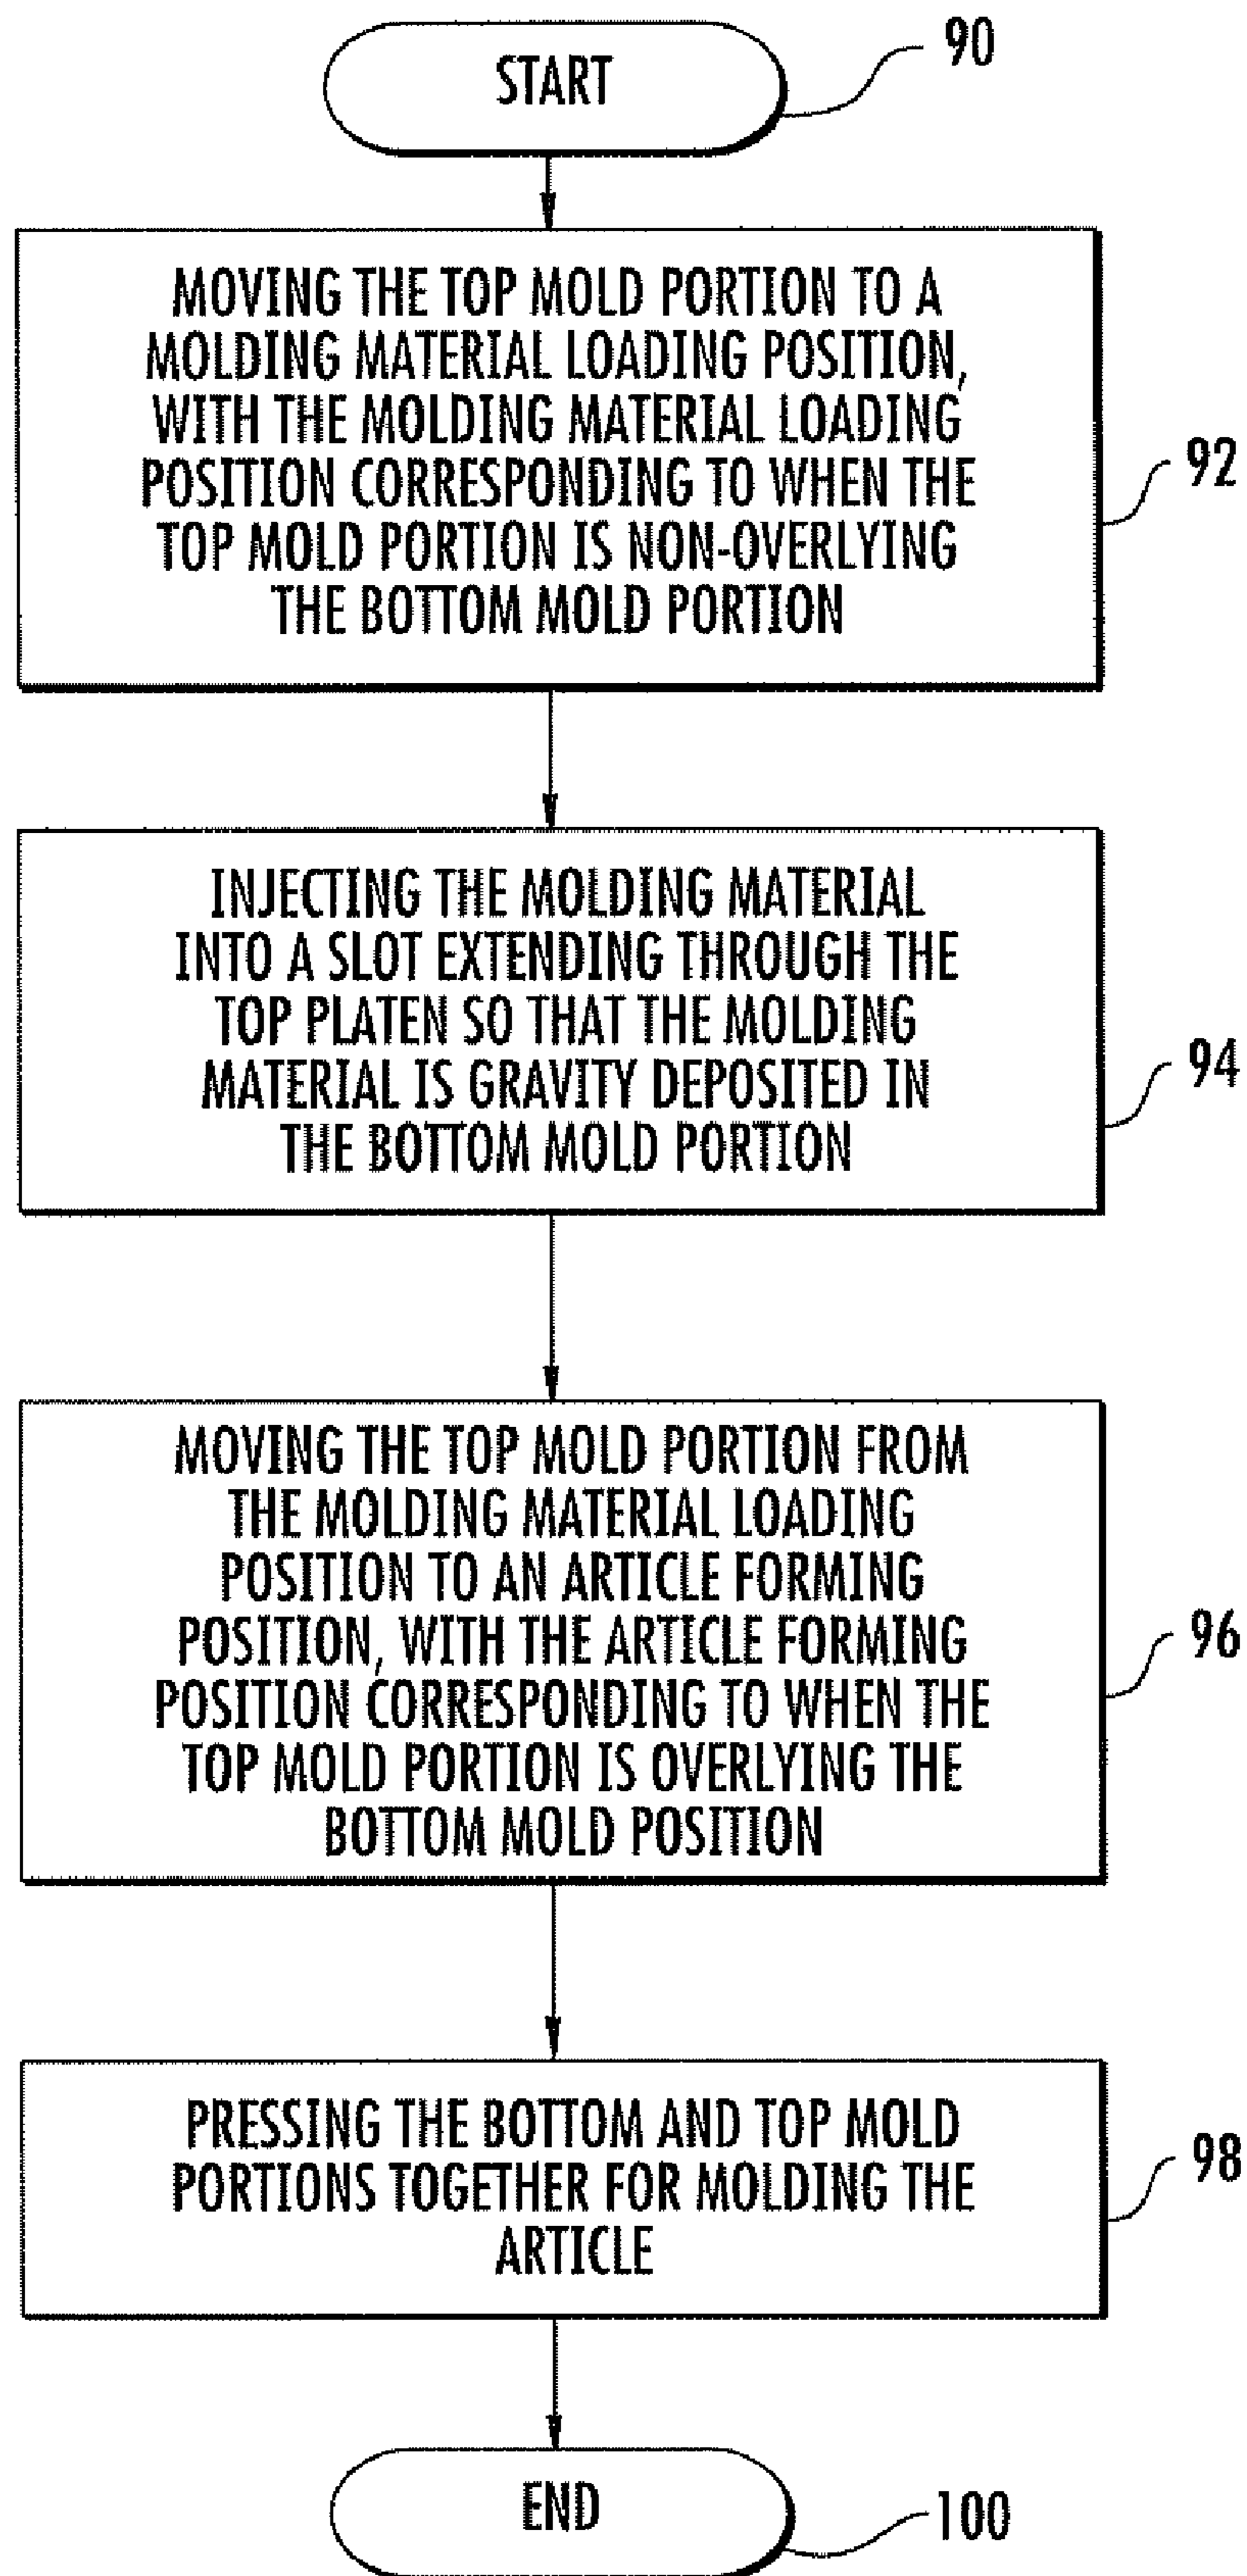 START
90
MOVING THE TOP MOLD PORTION TO A
MOLDING MATERIAL LOADING POSITION,
WITH THE MOLDING MATERIAL LOADING
POSITION CORRESPONDING TO WHEN THE
TOP MOLD PORTION IS NON-OVERLYING
THE BOTTOM MOLD PORTION
92
INJECTING THE MOLDING MATERIAL
INTO A SLOT EXTENDING THROUGH THE
TOP PLATEN SO THAT THE MOLDING
MATERIAL IS GRAVITY DEPOSITED IN
THE BOTTOM MOLD PORTION
94
MOVING THE TOP MOLD PORTION FROM
THE MOLDING MATERIAL LOADING
POSITION TO AN ARTICLE FORMING
POSITION, WITH THE ARTICLE FORMING
POSITION CORRESPONDING TO WHEN THE
TOP MOLD PORTION IS OVERLYING THE
BOTTOM MOLD POSITION
96
PRESSING THE BOTTOM AND TOP MOLD
PORTIONS TOGETHER FOR MOLDING THE
ARTICLE
98
END
100